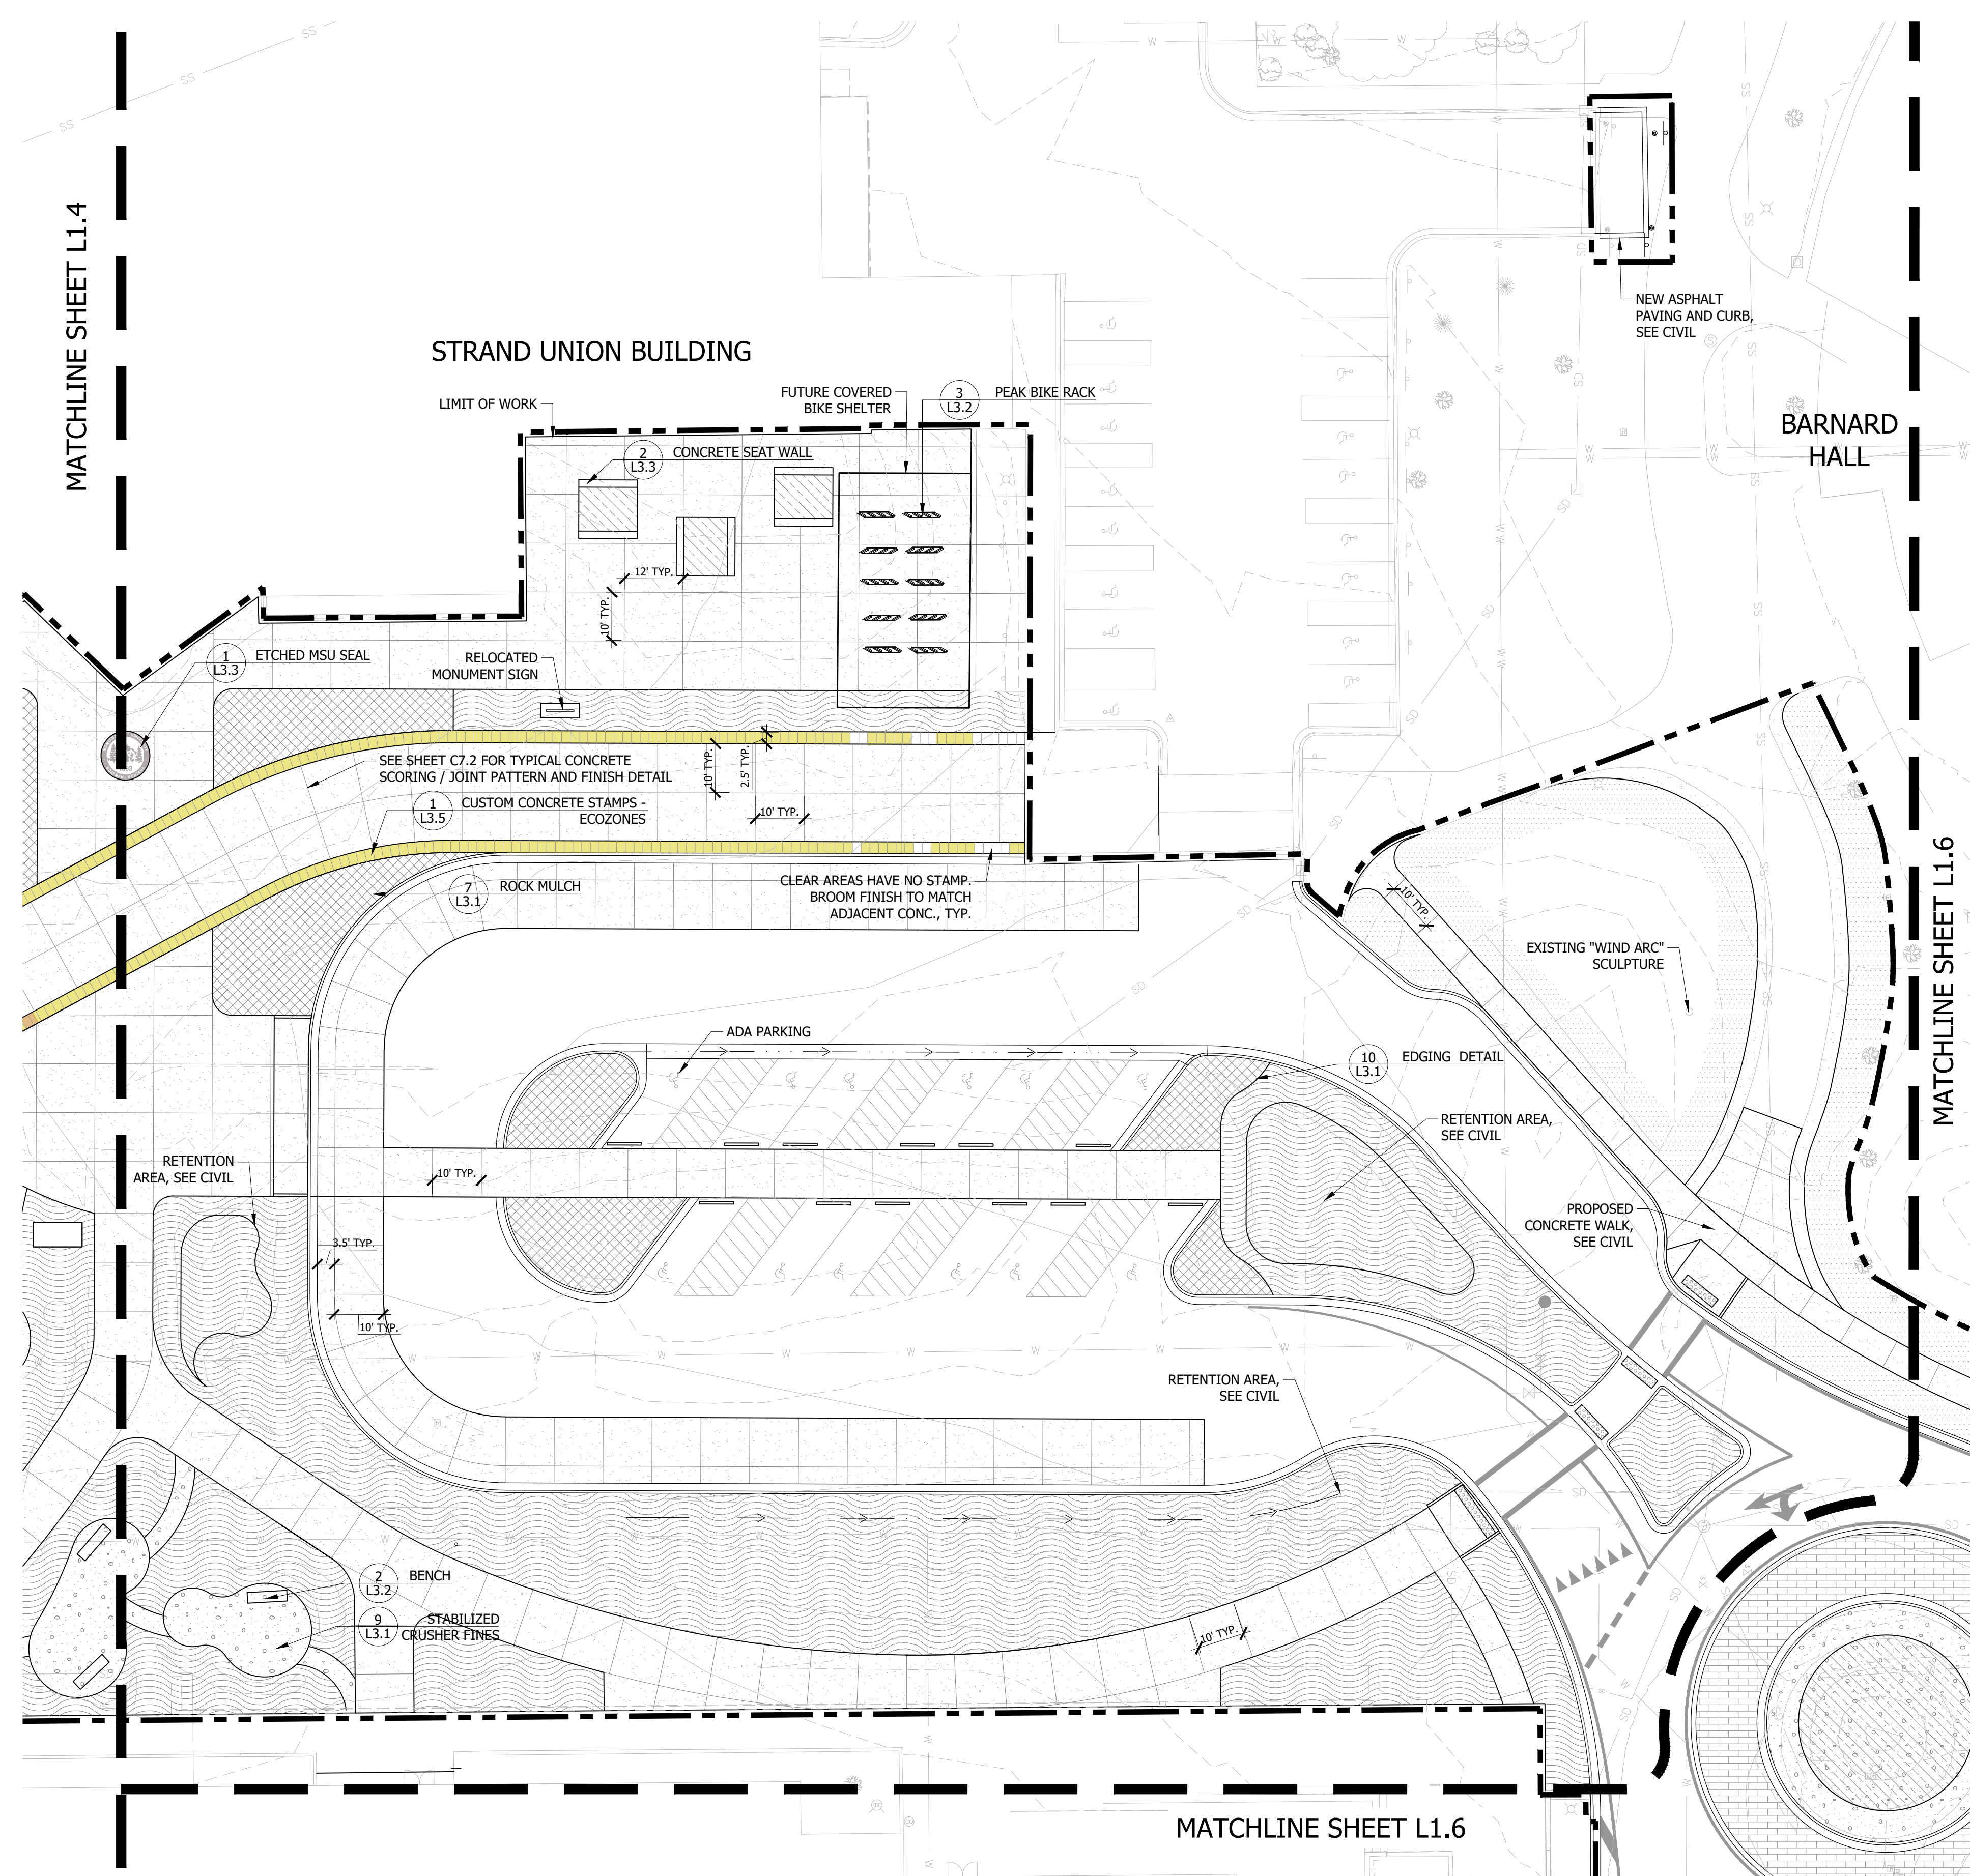 MATCHLINE SHEET L1.4
STRAND UNION BUILDING
LIMIT OF WORK
FUTURE COVERED
BIKE SHELTER
3
L3.2
PEAK BIKE RACK
2
L3.3
CONCRETE SEAT WALL
12' TYP.
10' TYP.
NEW ASPHALT
PAVING AND CURB,
SEE CIVIL
BARNARD
HALL
1
L3.3
ETCHED MSU SEAL
RELOCATED
MONUMENT SIGN
SEE SHEET C7.2 FOR TYPICAL CONCRETE
SCORING / JOINT PATTERN AND FINISH DETAIL
10' TYP.
2.5' TYP.
10' TYP.
1
L3.5
CUSTOM CONCRETE STAMPS -
ECOZONES
7
L3.1
ROCK MULCH
CLEAR AREAS HAVE NO STAMP.
BROOM FINISH TO MATCH
ADJACENT CONC., TYP.
10' TYP.
EXISTING "WIND ARC"
SCULPTURE
MATCHLINE SHEET L1.6
ADA PARKING
10
L3.1
EDGING DETAIL
RETENTION AREA,
SEE CIVIL
RETENTION
AREA, SEE CIVIL
10' TYP.
3.5' TYP.
10' TYP.
PROPOSED
CONCRETE WALK,
SEE CIVIL
RETENTION AREA,
SEE CIVIL
2
L3.2
BENCH
9
L3.1
STABILIZED
CRUSHER FINES
10' TYP.
MATCHLINE SHEET L1.6